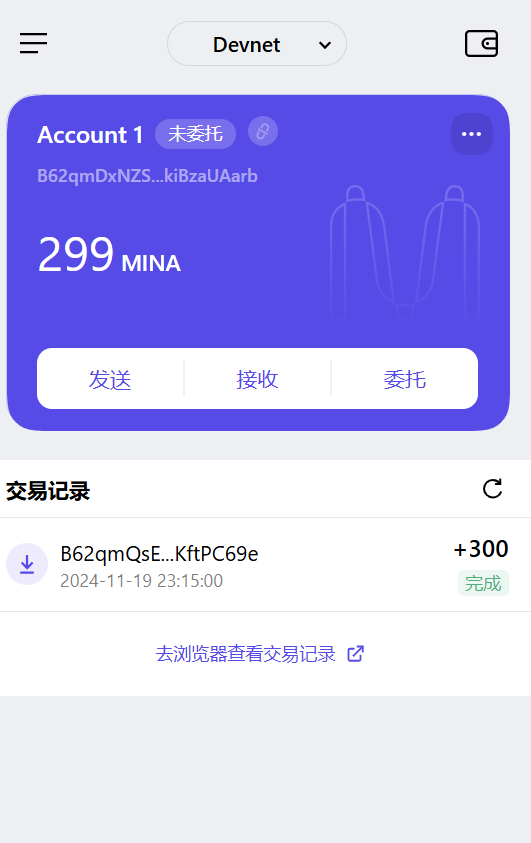 Devnet
Account 1 未委托
B62qmDxNZS...kiBzaUAarb
299 MINA
发送 接收 委托
交易记录
B62qmQsE...KftPC69e +300
2024-11-19 23:15:00 完成
去浏览器查看交易记录